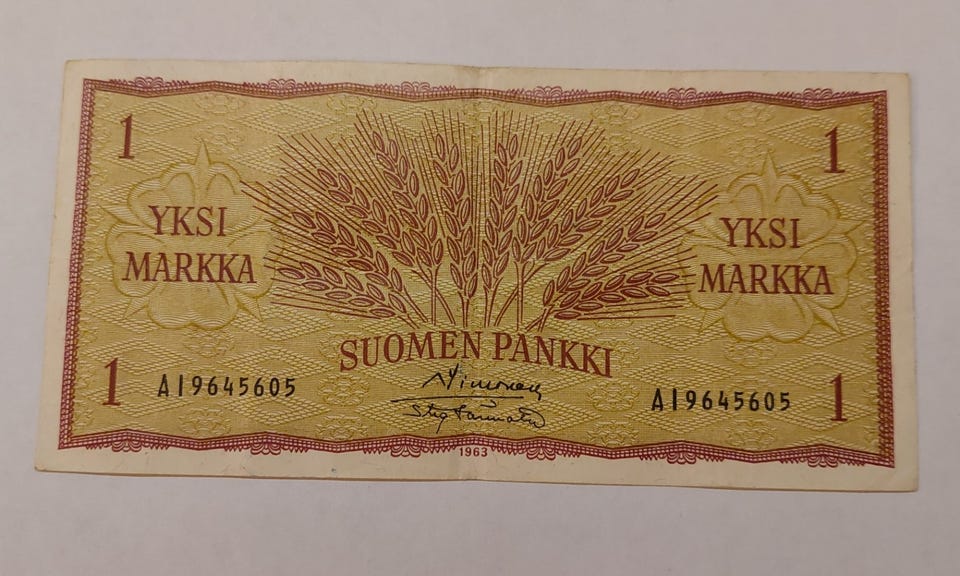 1
1
YKSI
MARKKA
YKSI
MARKKA
SUOMEN PANKKI
1
A19645605
A19645605
1
1963